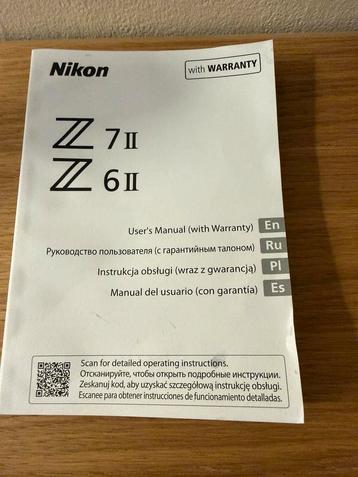 Nikon
with WARRANTY
Z 7II
Z 6II
User's Manual (with Warranty) En
Руководство пользователя (с гарантийным талоном) Ru
Instrukcja obsługi (wraz z gwarancją) Pl
Manual del usuario (con garantía) Es
Scan for detailed operating instructions.
Отсканируйте, чтобы открыть подробные инструкции.
Zeskanuj kod, aby uzyskać szczegółową instrukcję obsługi.
Escanee para obtener instrucciones de funcionamiento detalladas.